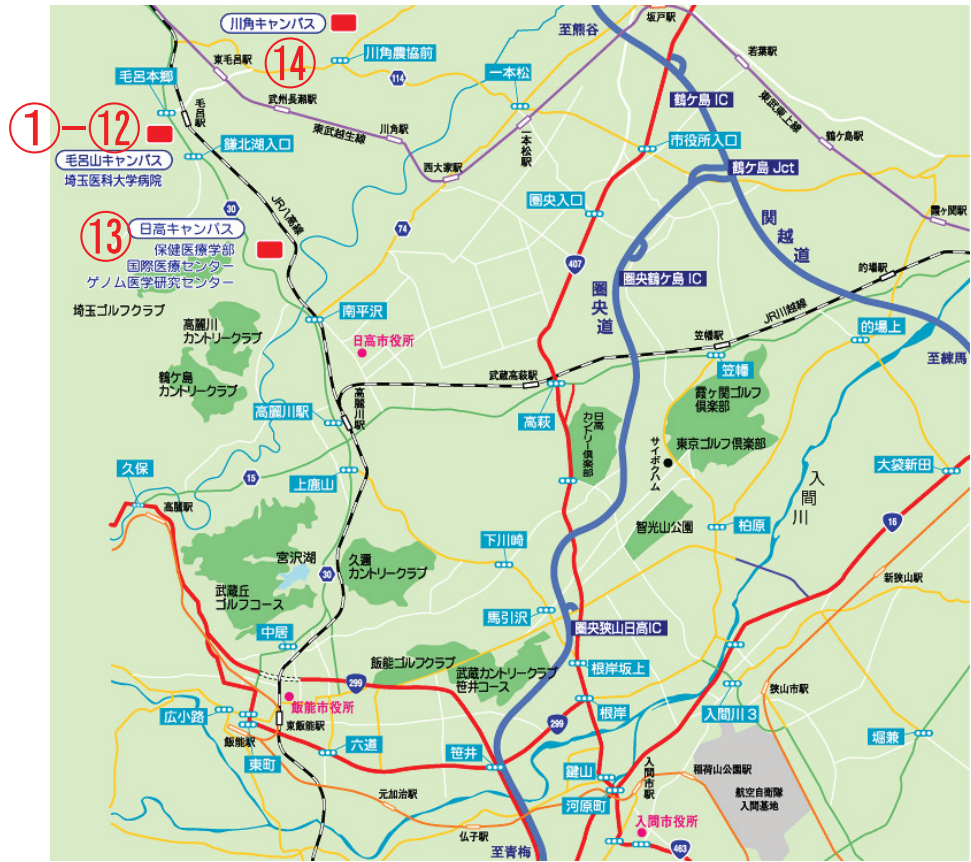 川角キャンパス
坂戸駅
至熊谷
東毛呂駅
⑭
川角農協前
若葉駅
毛呂本郷
114
一本松
武州長瀬駅
鶴ケ島 IC
毛呂駅
東武東上線
①-⑫
東武越生線
川角駅
一本松駅
鶴ケ島駅
鎌北湖入口
市役所入口
毛呂山キャンパス
西大家駅
鶴ケ島 Jct
埼玉医科大学病院
JR八高線
30
圏央入口
霞ヶ関駅
⑬
日高キャンパス
74
関越道
保健医療学部
国際医療センター
407
的場駅
ゲノム医学研究センター
圏央道
圏央鶴ケ島 IC
埼玉ゴルフクラブ
南平沢
JR川越線
高麗川
カントリークラブ
日高市役所
笠幡駅
的場上
至練馬
鶴ケ島
カントリークラブ
武蔵高萩駅
笠幡
高麗川駅
高麗川駅
高萩
日高
カントリー倶楽部
霞ヶ関ゴルフ
倶楽部
サイボクハム
東京ゴルフ倶楽部
久保
15
上鹿山
入間川
大袋新田
高麗駅
智光山公園
柏原
16
宮沢湖
下川崎
30
久邇
カントリークラブ
新狭山駅
武蔵丘
ゴルフコース
馬引沢
圏央狭山日高IC
中居
飯能ゴルフクラブ
武蔵カントリークラブ
笹井コース
根岸坂上
299
狭山市駅
飯能市役所
広小路
根岸
入間川3
東飯能駅
299
飯能駅
六道
笹井
堀兼
東町
鍵山
入間市駅
稲荷山公園駅
元加治駅
河原町
航空自衛隊
入間基地
仏子駅
入間市役所
至青梅
463